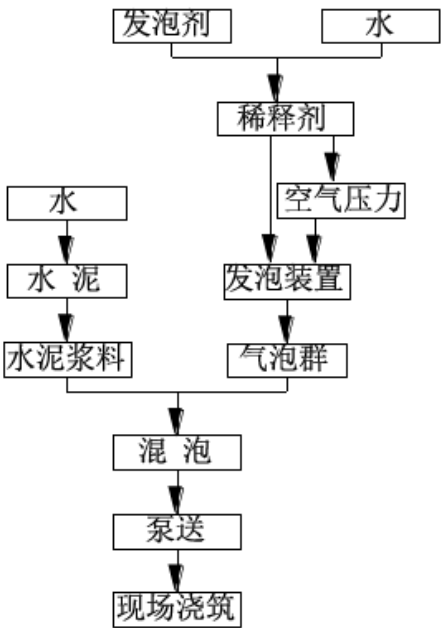 发泡剂
水
稀释剂
水
空气压力
水 泥
发泡装置
水泥浆料
气泡群
混 泡
泵送
现场浇筑